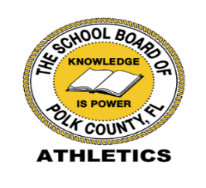 THE SCHOOL BOARD OF
KNOWLEDGE
IS POWER
POLK COUNTY, FL
ATHLETICS